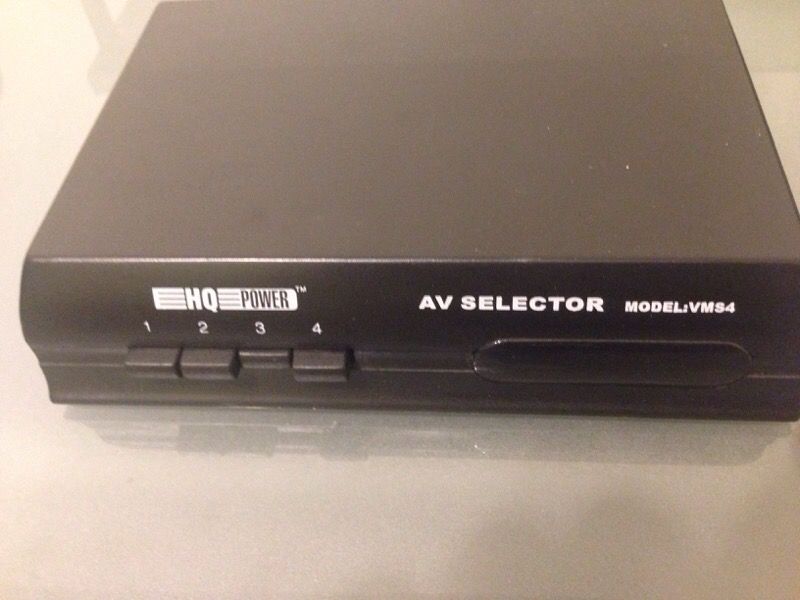 HQ POWER™
AV SELECTOR MODEL:VMS4
1 2 3 4